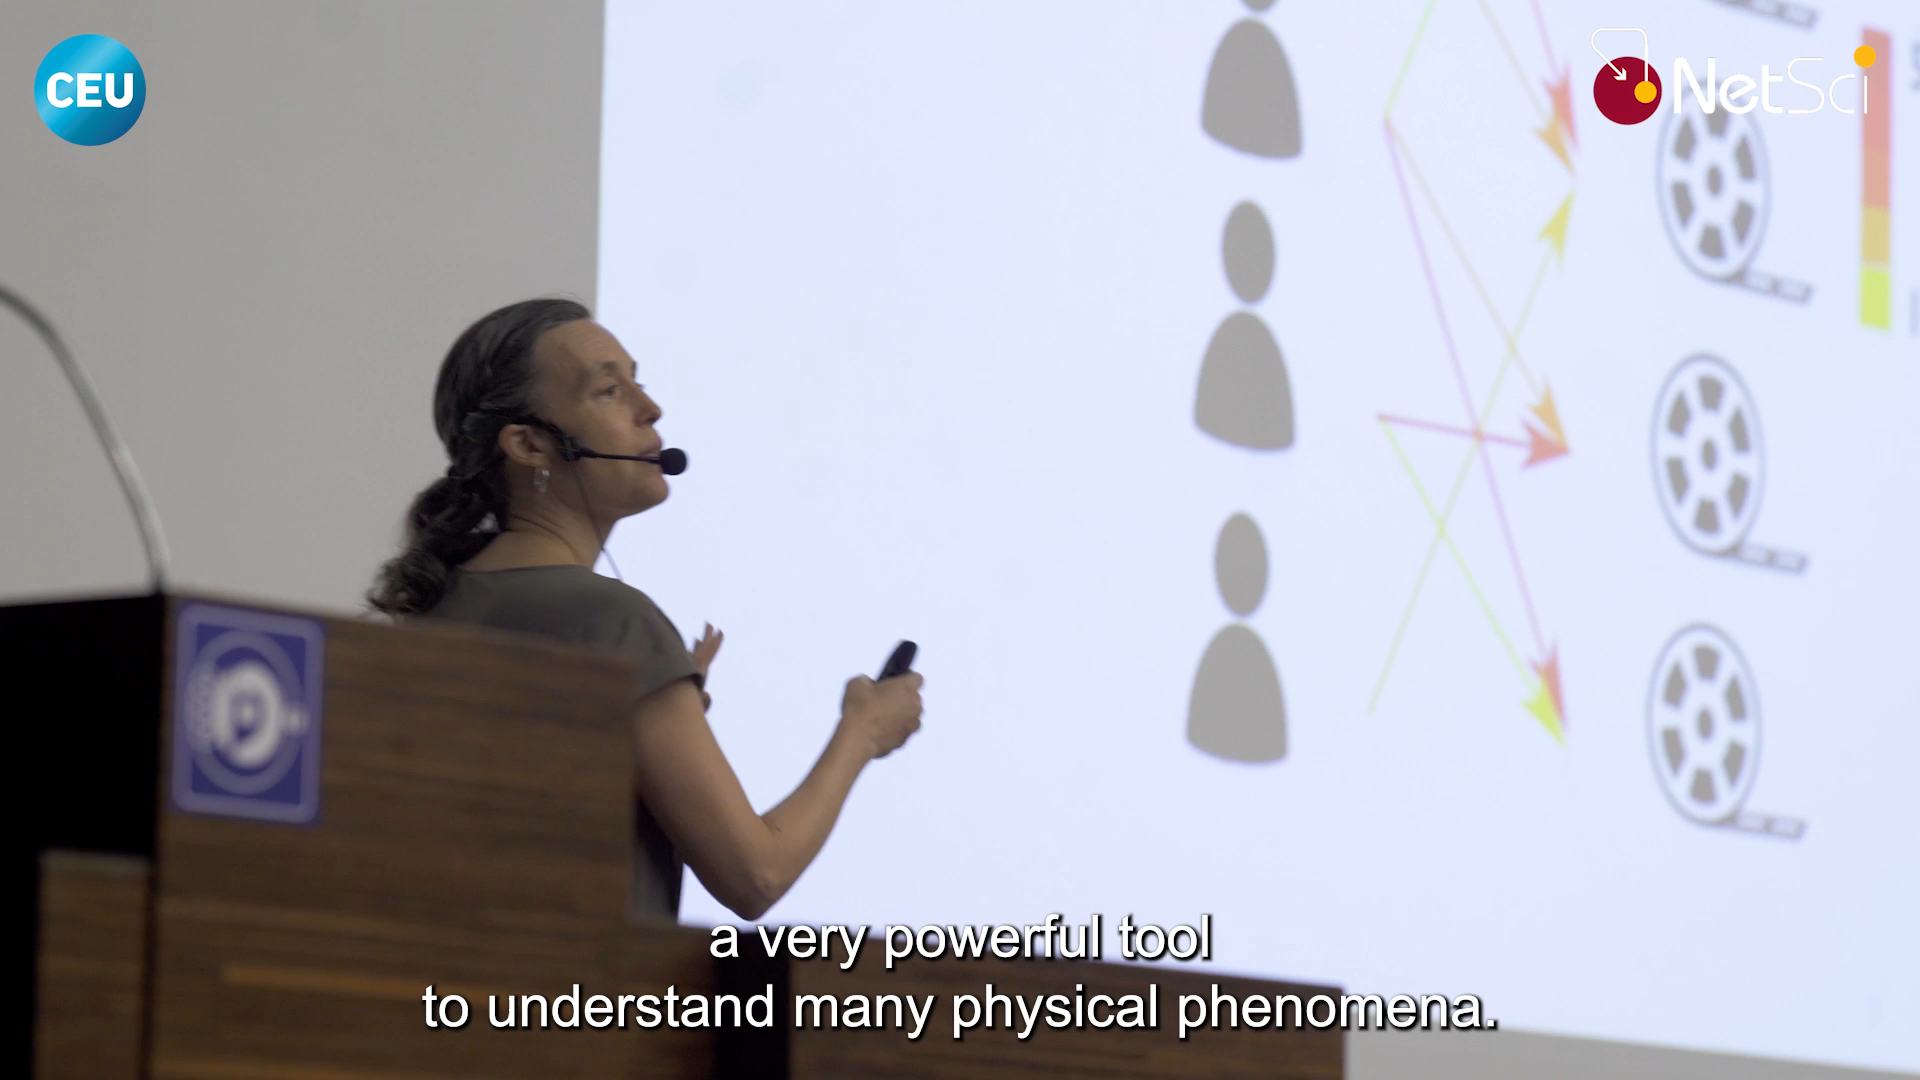 CEU
NetSci
a very powerful tool
to understand many physical phenomena.